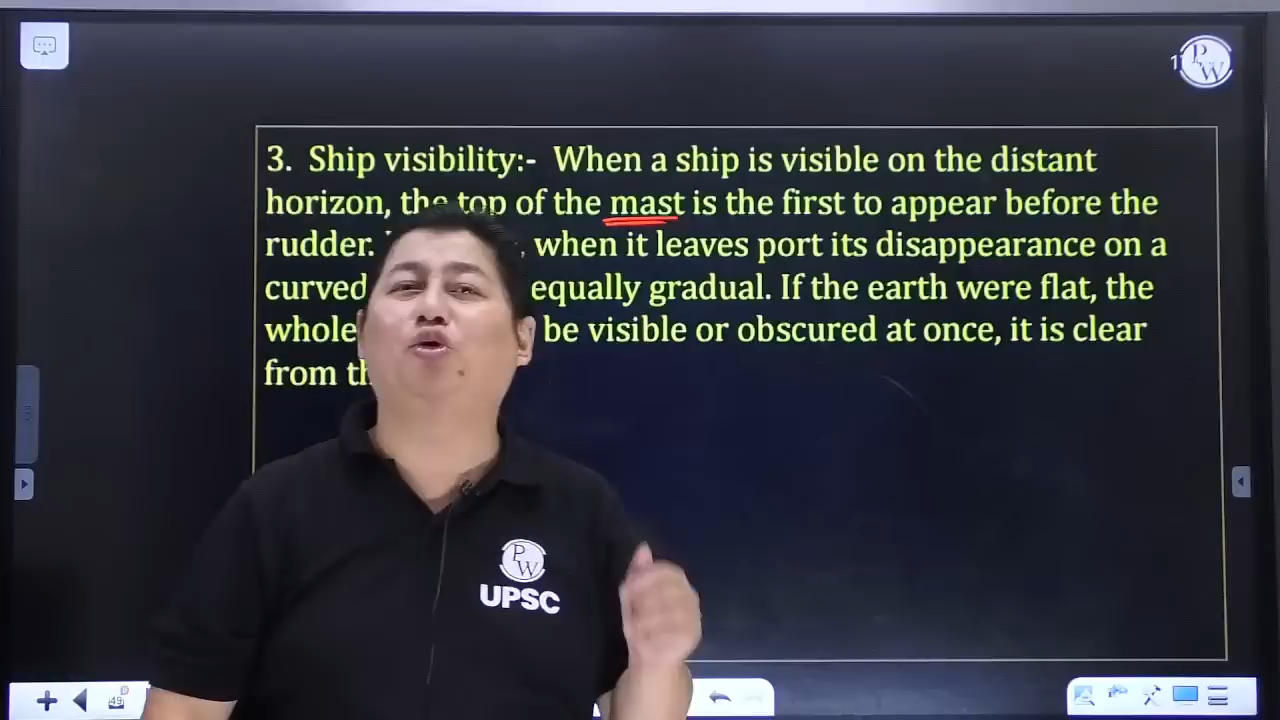 PW
3. Ship visibility:- When a ship is visible on the distant
horizon, the top of the mast is the first to appear before the
rudder. when it leaves port its disappearance on a
curved equally gradual. If the earth were flat, the
whole be visible or obscured at once, it is clear
from
PW
UPSC
49